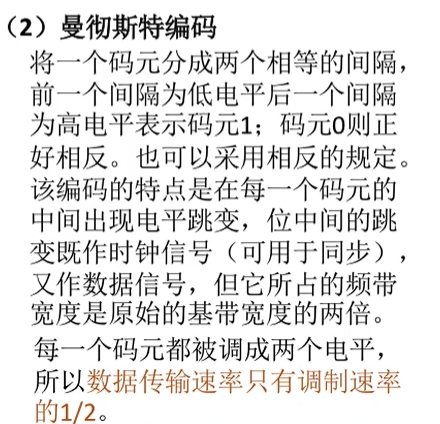 （2）曼彻斯特编码
将一个码元分成两个相等的间隔，
前一个间隔为低电平后一个间隔
为高电平表示码元1；码元0则正
好相反。也可以采用相反的规定。
该编码的特点是在每一个码元的
中间出现电平跳变，位中间的跳
变既作时钟信号（可用于同步），
又作数据信号，但它所占的频带
宽度是原始的基带宽度的两倍。
每一个码元都被调成两个电平，
所以数据传输速率只有调制速率
的1/2。